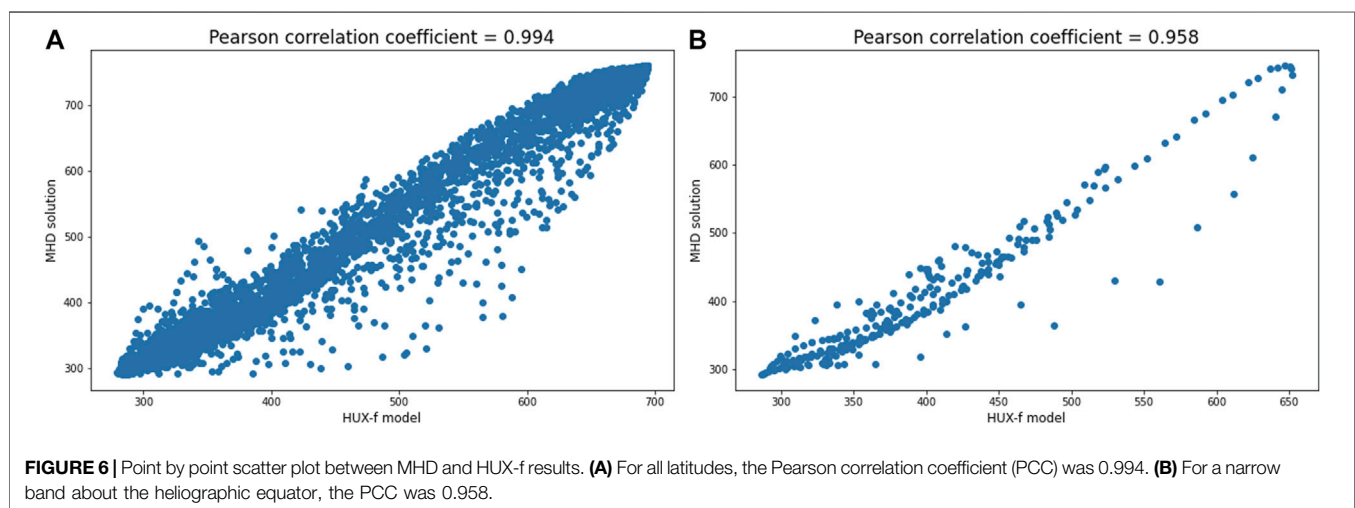 A
Pearson correlation coefficient = 0.994
MHD solution
700
600
500
400
300
300
400
500
600
700
HUX-f model
B
Pearson correlation coefficient = 0.958
MHD solution
700
600
500
400
300
300
350
400
450
500
550
600
650
HUX-f model
FIGURE 6 | Point by point scatter plot between MHD and HUX-f results. (A) For all latitudes, the Pearson correlation coefficient (PCC) was 0.994. (B) For a narrow
band about the heliographic equator, the PCC was 0.958.